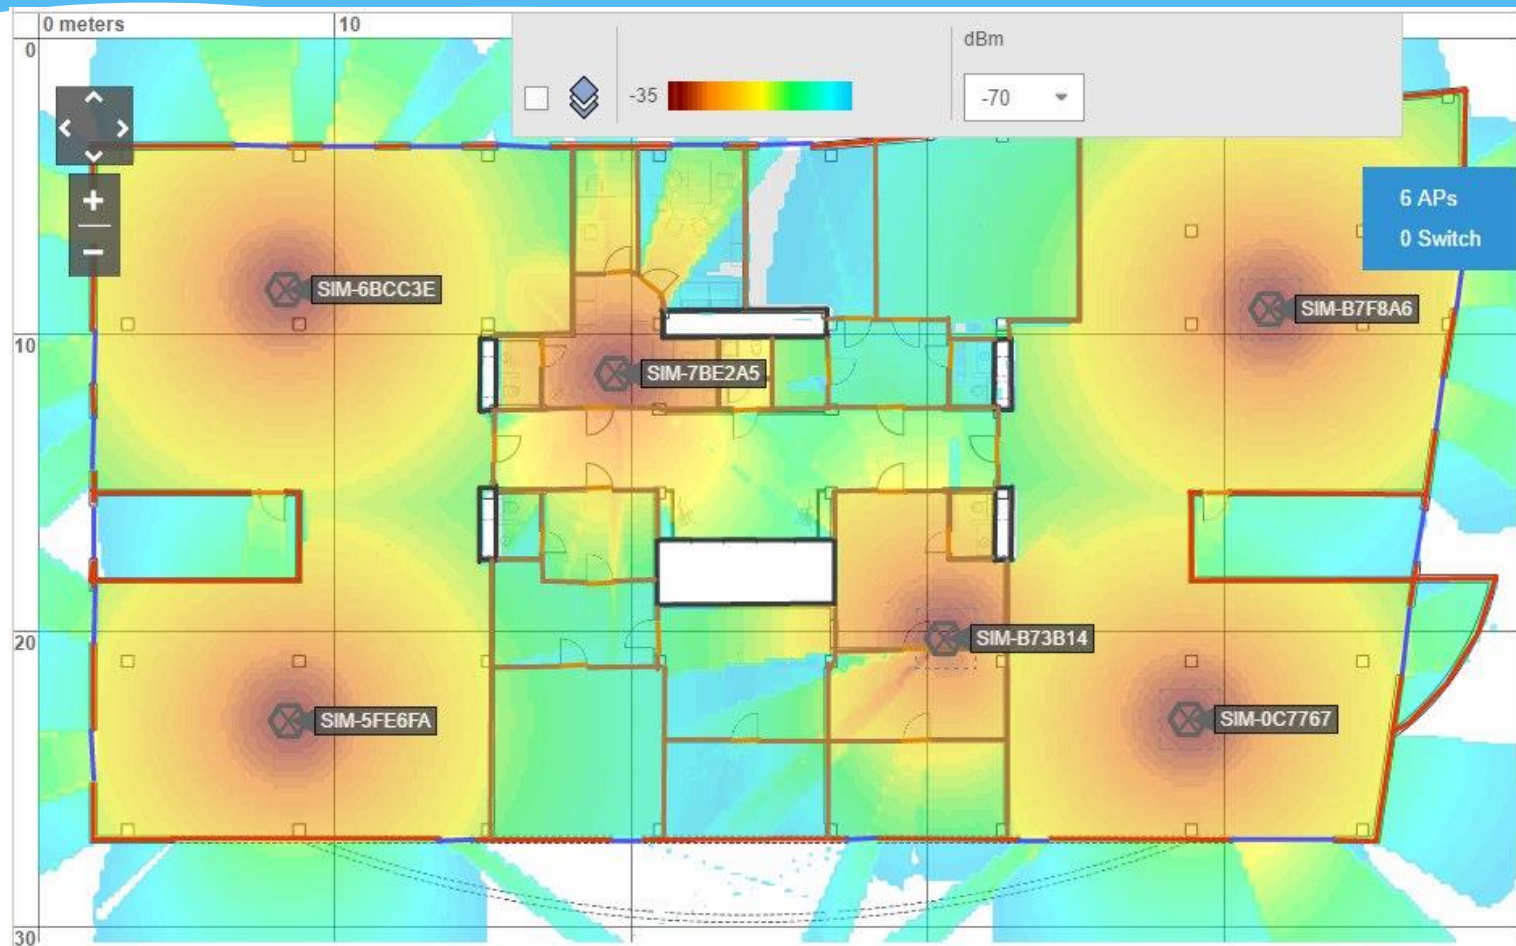 0 meters
10
0
dBm
-35
-70
6 APs
0 Switch
+
−
SIM-6BCC3E
SIM-B7F8A6
10
SIM-7BE2A5
20
SIM-B73B14
SIM-5FE6FA
SIM-0C7767
30